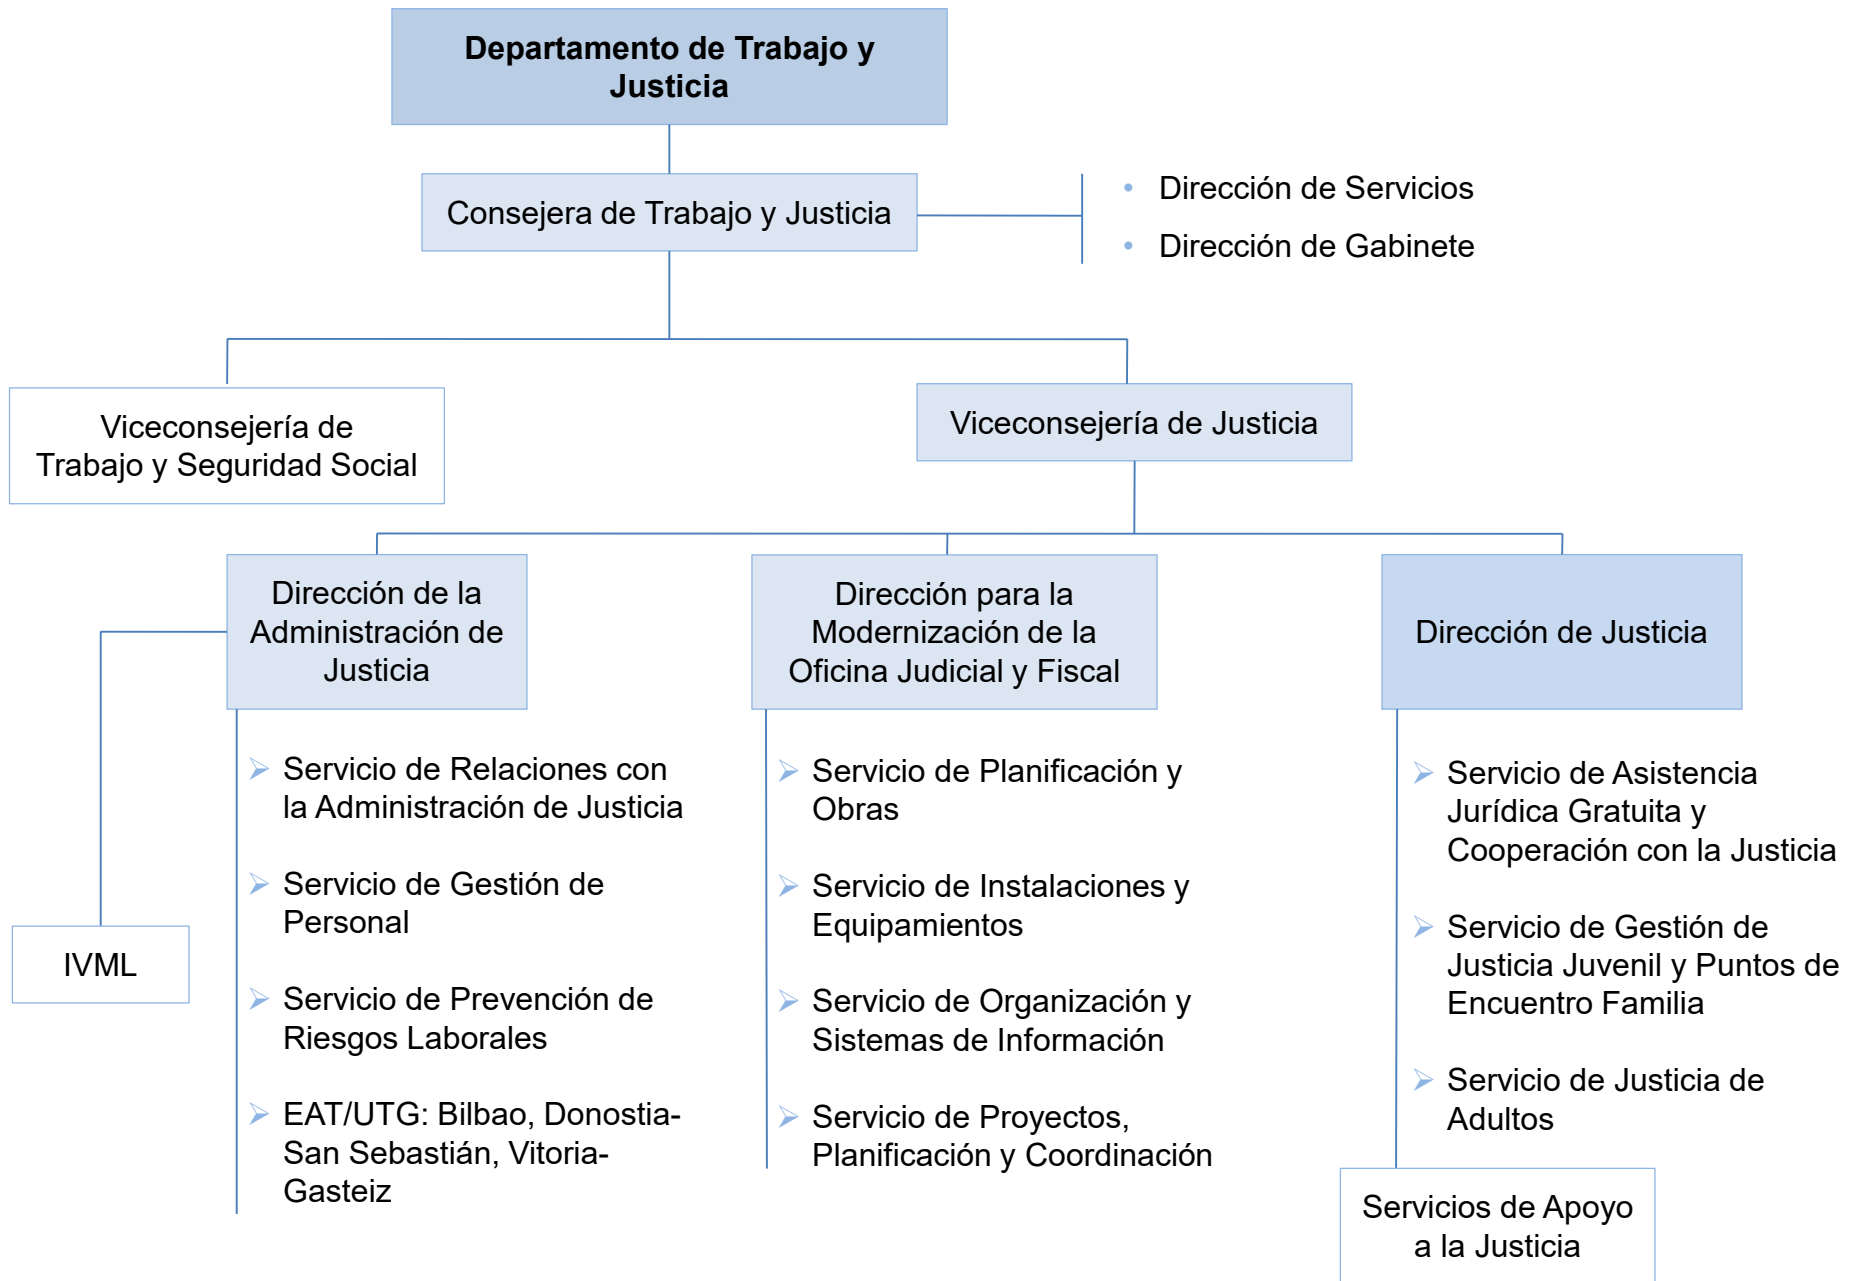 Departamento de Trabajo y
Justicia
Consejera de Trabajo y Justicia
• Dirección de Servicios
• Dirección de Gabinete
Viceconsejería de
Trabajo y Seguridad Social
Viceconsejería de Justicia
Dirección de la
Administración de
Justicia
Dirección para la
Modernización de la
Oficina Judicial y Fiscal
Dirección de Justicia
IVML
➢ Servicio de Relaciones con
la Administración de Justicia
➢ Servicio de Gestión de
Personal
➢ Servicio de Prevención de
Riesgos Laborales
➢ EAT/UTG: Bilbao, Donostia-
San Sebastián, Vitoria-
Gasteiz
➢ Servicio de Planificación y
Obras
➢ Servicio de Instalaciones y
Equipamientos
➢ Servicio de Organización y
Sistemas de Información
➢ Servicio de Proyectos,
Planificación y Coordinación
➢ Servicio de Asistencia
Jurídica Gratuita y
Cooperación con la Justicia
➢ Servicio de Gestión de
Justicia Juvenil y Puntos de
Encuentro Familia
➢ Servicio de Justicia de
Adultos
Servicios de Apoyo
a la Justicia